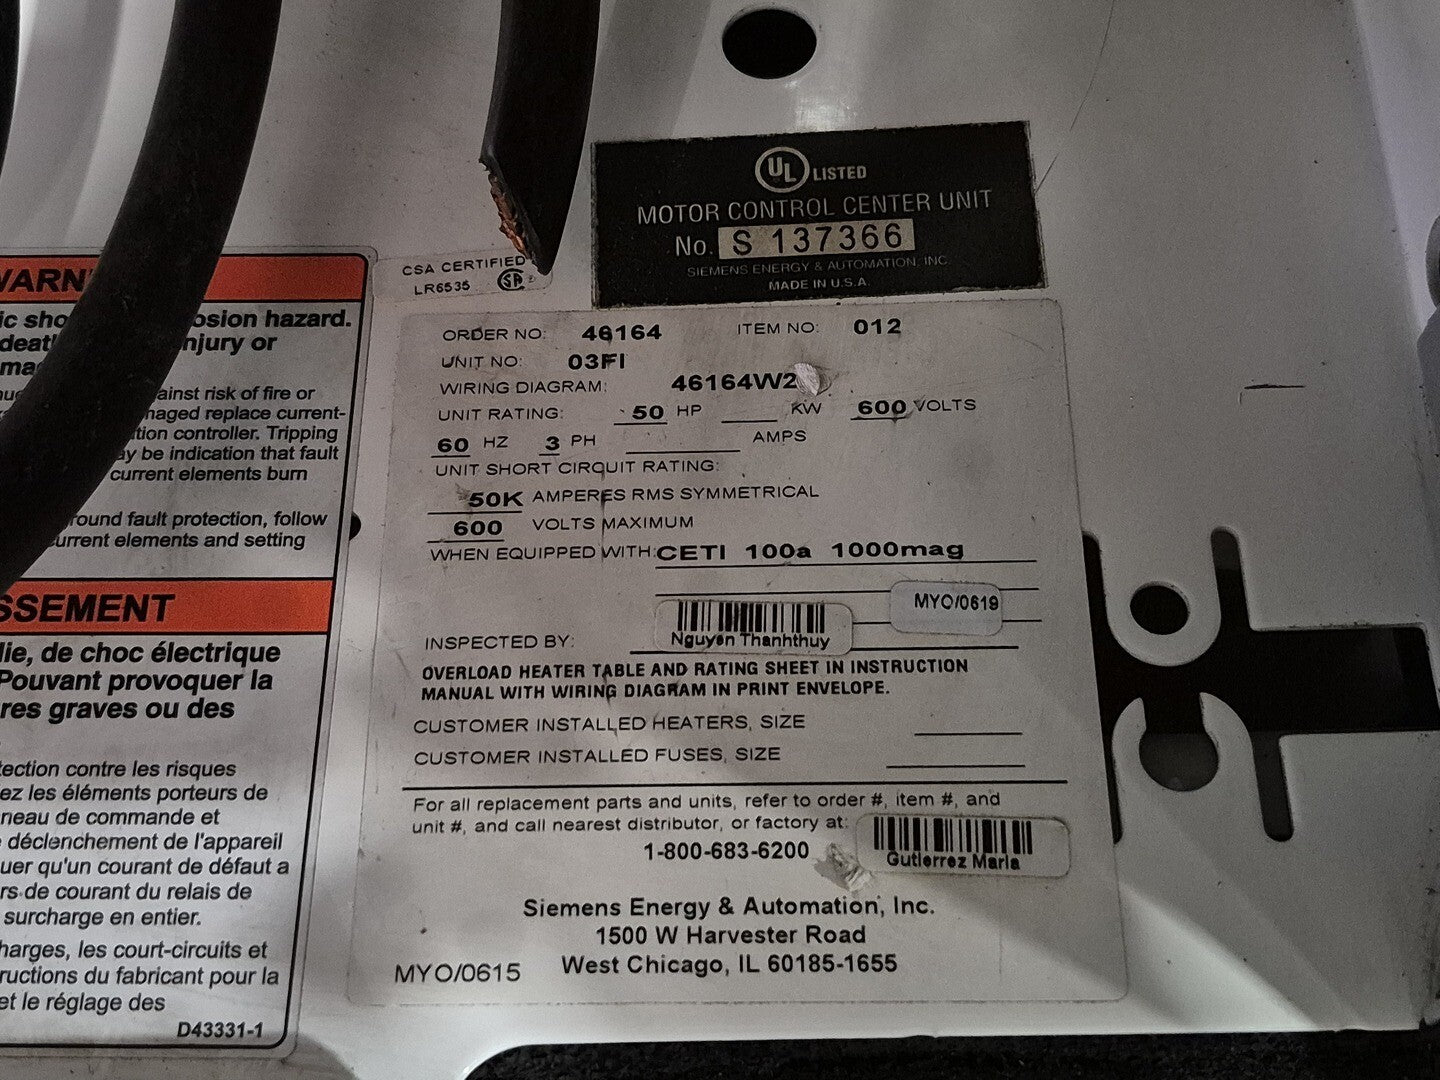 UL LISTED
MOTOR CONTROL CENTER UNIT
No. S 137366
SIEMENS ENERGY & AUTOMATION, INC.
MADE IN U.S.A.
CSA CERTIFIED
LR6535
ORDER NO: 46164 ITEM NO: 012
UNIT NO: 03FI
WIRING DIAGRAM: 46164W2
UNIT RATING: 50 HP KW 600 VOLTS
60 HZ 3 PH AMPS
UNIT SHORT CIRCUIT RATING:
50K AMPERES RMS SYMMETRICAL
600 VOLTS MAXIMUM
WHEN EQUIPPED WITH: CETI 100a 1000mag
MYO/0619
INSPECTED BY: Nguyen Thanhthuy
OVERLOAD HEATER TABLE AND RATING SHEET IN INSTRUCTION
MANUAL WITH WIRING DIAGRAM IN PRINT ENVELOPE.
CUSTOMER INSTALLED HEATERS, SIZE
CUSTOMER INSTALLED FUSES, SIZE
For all replacement parts and units, refer to order #, item #, and
unit #, and call nearest distributor, or factory at:
1-800-683-6200
Gutierrez Maria
Siemens Energy & Automation, Inc.
1500 W Harvester Road
West Chicago, IL 60185-1655
MYO/0615
osion hazard.
njury or
ainst risk of fire or
maged replace current-
tion controller. Tripping
ay be indication that fault
current elements burn
round fault protection, follow
urrent elements and setting
SSEMENT
lie, de choc électrique
Pouvant provoquer la
res graves ou des
tection contre les risques
ez les éléments porteurs de
neau de commande et
déclenchement de l'appareil
uer qu'un courant de défaut a
rs de courant du relais de
surcharge en entier.
harges, les court-circuits et
ructions du fabricant pour la
et le réglage des
D43331-1